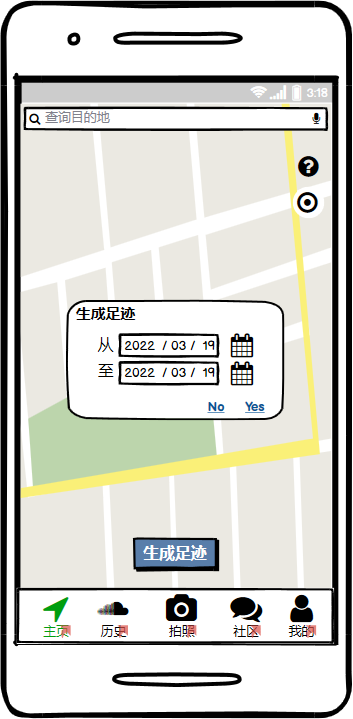 3:18
查询目的地
?
生成足迹
从 2022 / 03 / 19
至 2022 / 03 / 19
No Yes
生成足迹
主页 历史 拍照 社区 我的